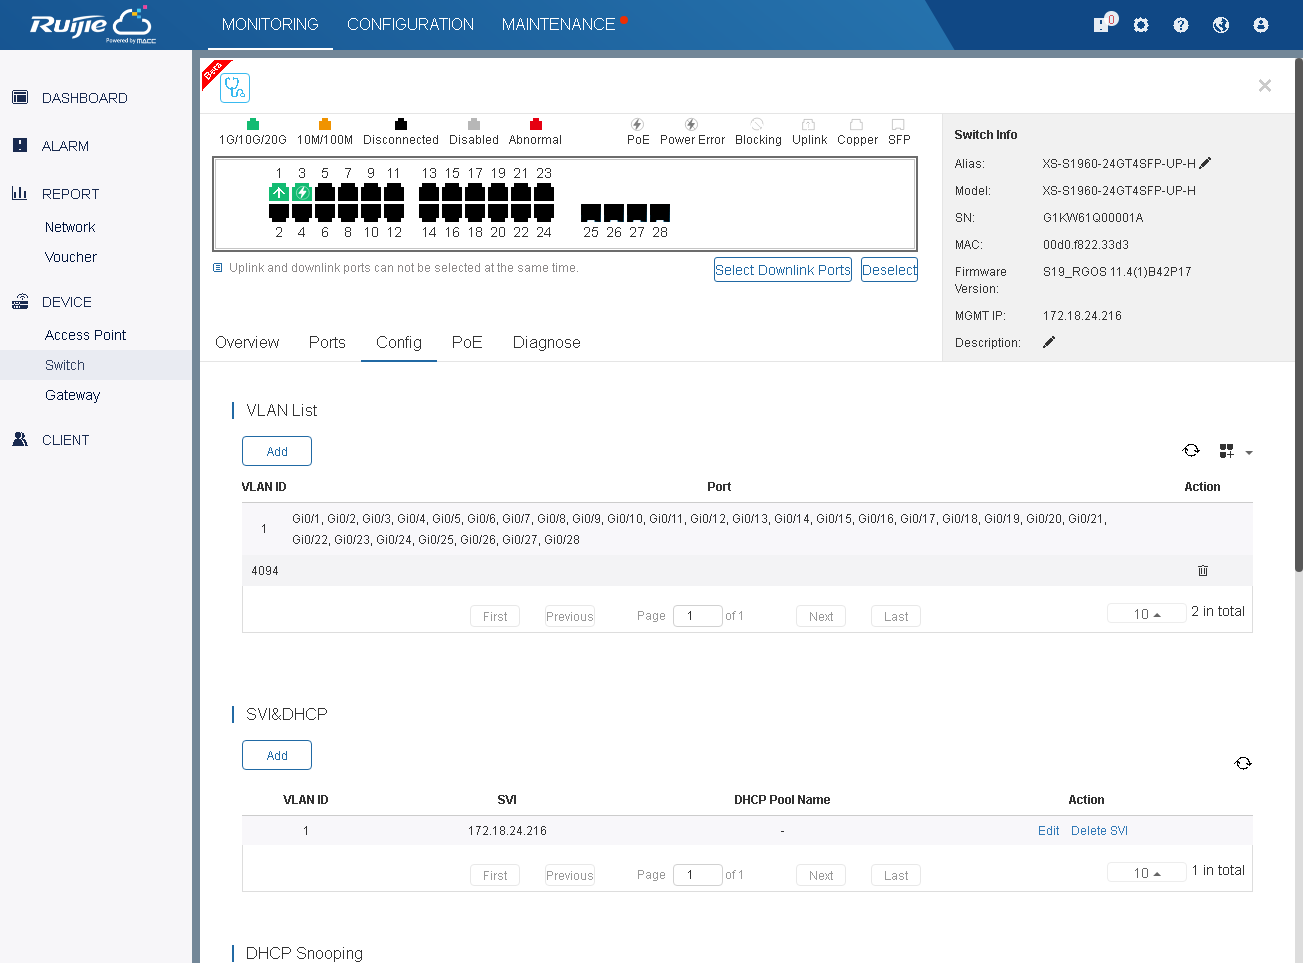 Ruijie MONITORING CONFIGURATION MAINTENANCE 0
Powered by MACC
DASHBOARD
ALARM
REPORT
Network
Voucher
DEVICE
Access Point
Switch
Gateway
CLIENT
Beta
×
1G/10G/20G 10M/100M Disconnected Disabled Abnormal PoE Power Error Blocking Uplink Copper SFP
1 3 5 7 9 11 13 15 17 19 21 23
2 4 6 8 10 12 14 16 18 20 22 24 25 26 27 28
Uplink and downlink ports can not be selected at the same time. Select Downlink Ports Deselect
Switch Info
Alias: XS-S1960-24GT4SFP-UP-H
Model: XS-S1960-24GT4SFP-UP-H
SN: G1KW61Q00001A
MAC: 00d0.f822.33d3
Firmware S19_RGOS 11.4(1)B42P17
Version:
MGMT IP: 172.18.24.216
Description:
Overview Ports Config PoE Diagnose
VLAN List
Add
VLAN ID Port Action
1 Gi0/1, Gi0/2, Gi0/3, Gi0/4, Gi0/5, Gi0/6, Gi0/7, Gi0/8, Gi0/9, Gi0/10, Gi0/11, Gi0/12, Gi0/13, Gi0/14, Gi0/15, Gi0/16, Gi0/17, Gi0/18, Gi0/19, Gi0/20, Gi0/21,
Gi0/22, Gi0/23, Gi0/24, Gi0/25, Gi0/26, Gi0/27, Gi0/28
4094
First Previous Page 1 of 1 Next Last 10 2 in total
SVI&DHCP
Add
VLAN ID SVI DHCP Pool Name Action
1 172.18.24.216 - Edit Delete SVI
First Previous Page 1 of 1 Next Last 10 1 in total
DHCP Snooping